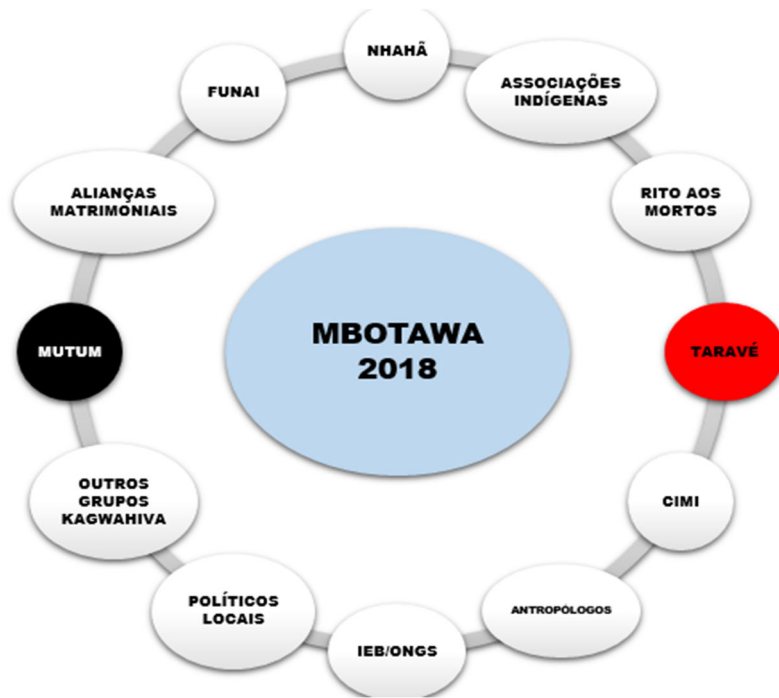 NHAHÃ
ASSOCIAÇÕES
INDÍGENAS
RITO AOS
MORTOS
TARAVÉ
CIMI
ANTROPÓLOGOS
IEB/ONGS
POLÍTICOS
LOCAIS
OUTROS
GRUPOS
KAGWAHIVA
MUTUM
ALIANÇAS
MATRIMONIAIS
FUNAI
MBOTAWA
2018